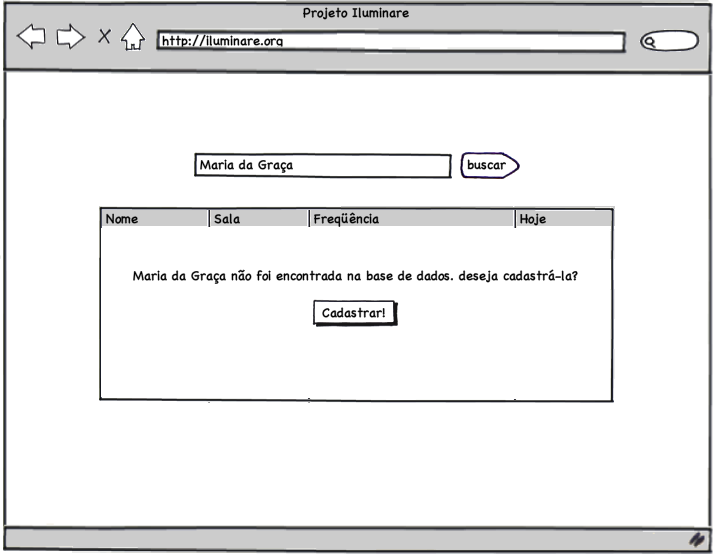 Projeto Iluminare
http://iluminare.org
Maria da Graça buscar
Nome Sala Freqüência Hoje
Maria da Graça não foi encontrada na base de dados. deseja cadastrá-la?
Cadastrar!